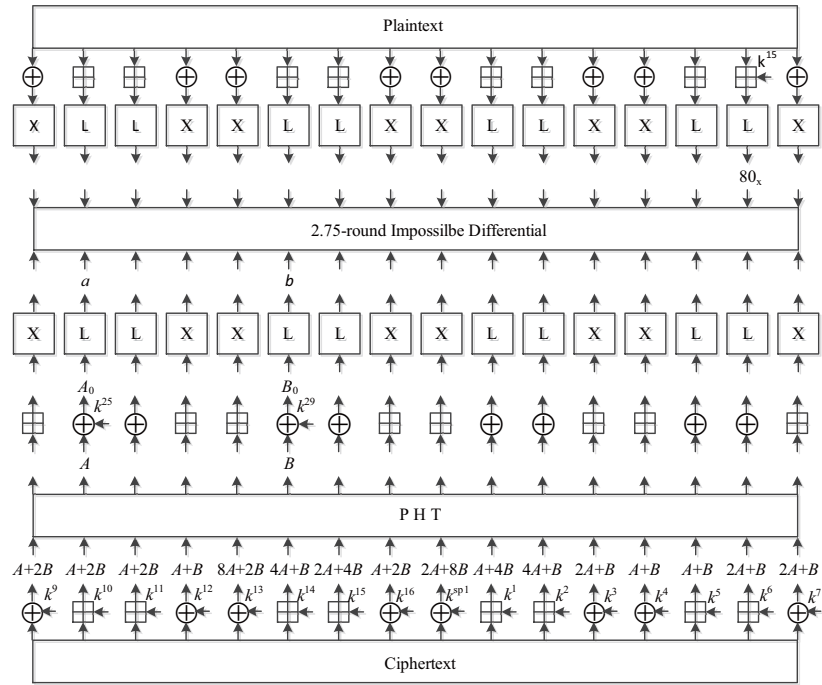 Plaintext
k15
X L L X X L L X X L L X X L L X
80x
2.75-round Impossilbe Differential
a b
X L L X X L L X X L L X X L L X
A0 B0
k25 k29
A B
P H T
A+2B A+2B A+2B A+B 8A+2B 4A+B 2A+4B A+2B 2A+8B A+4B 4A+B 2A+B A+B A+B 2A+B 2A+B
k9 k10 k11 k12 k13 k14 k15 k16 ksp1 k1 k2 k3 k4 k5 k6 k7
Ciphertext